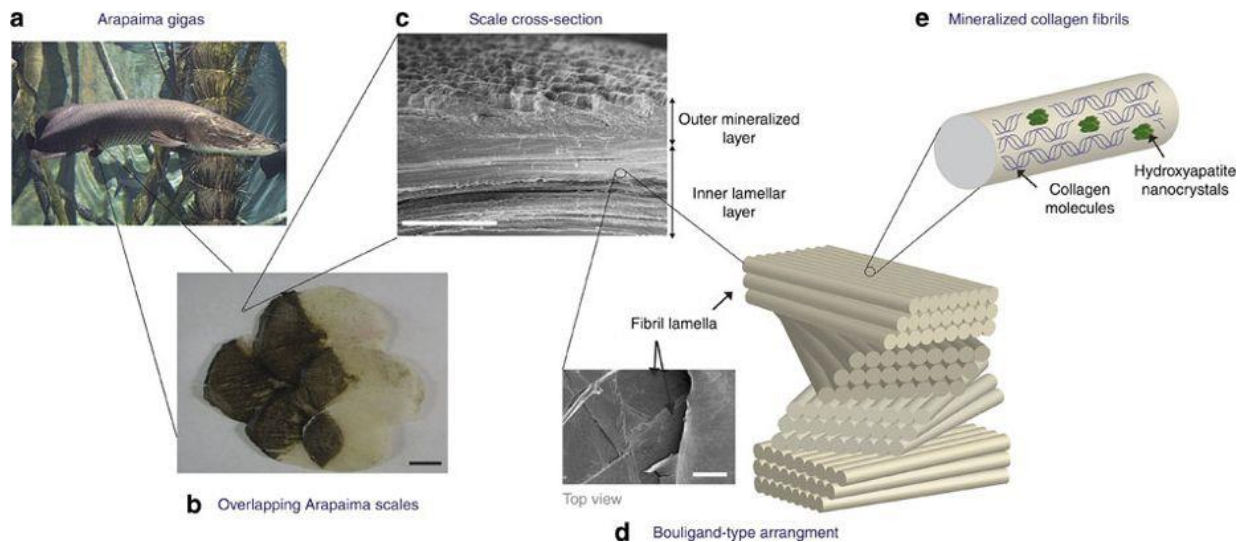 a
Arapaima gigas
c
Scale cross-section
e
Mineralized collagen fibrils
Outer mineralized
layer
Inner lamellar
layer
Hydroxyapatite
nanocrystals
Collagen
molecules
Fibril lamella
Top view
b
Overlapping Arapaima scales
d
Bouligand-type arrangment